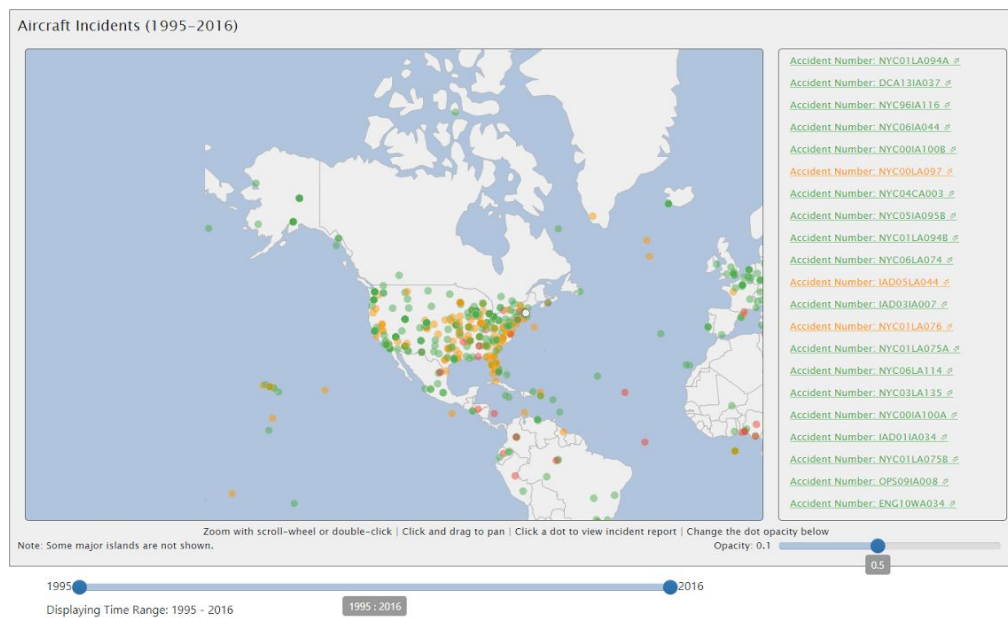 Aircraft Incidents (1995-2016)
Accident Number: NYC01LA094A
Accident Number: DCA13IA037
Accident Number: NYC96IA116
Accident Number: NYC06IA044
Accident Number: NYC00IA100B
Accident Number: NYC00LA097
Accident Number: NYC04CA003
Accident Number: NYC05IA095B
Accident Number: NYC01LA094B
Accident Number: NYC06LA074
Accident Number: IAD05LA044
Accident Number: IAD03IA007
Accident Number: NYC01LA076
Accident Number: NYC01LA075A
Accident Number: NYC06LA114
Accident Number: NYC03LA135
Accident Number: NYC00IA100A
Accident Number: IAD01IA034
Accident Number: NYC01LA075B
Accident Number: OPS09IA008
Accident Number: ENG10WA034
Zoom with scroll-wheel or double-click | Click and drag to pan | Click a dot to view incident report | Change the dot opacity below
Note: Some major islands are not shown.
Opacity: 0.1
0.5
1995
2016
1995 : 2016
Displaying Time Range: 1995 - 2016